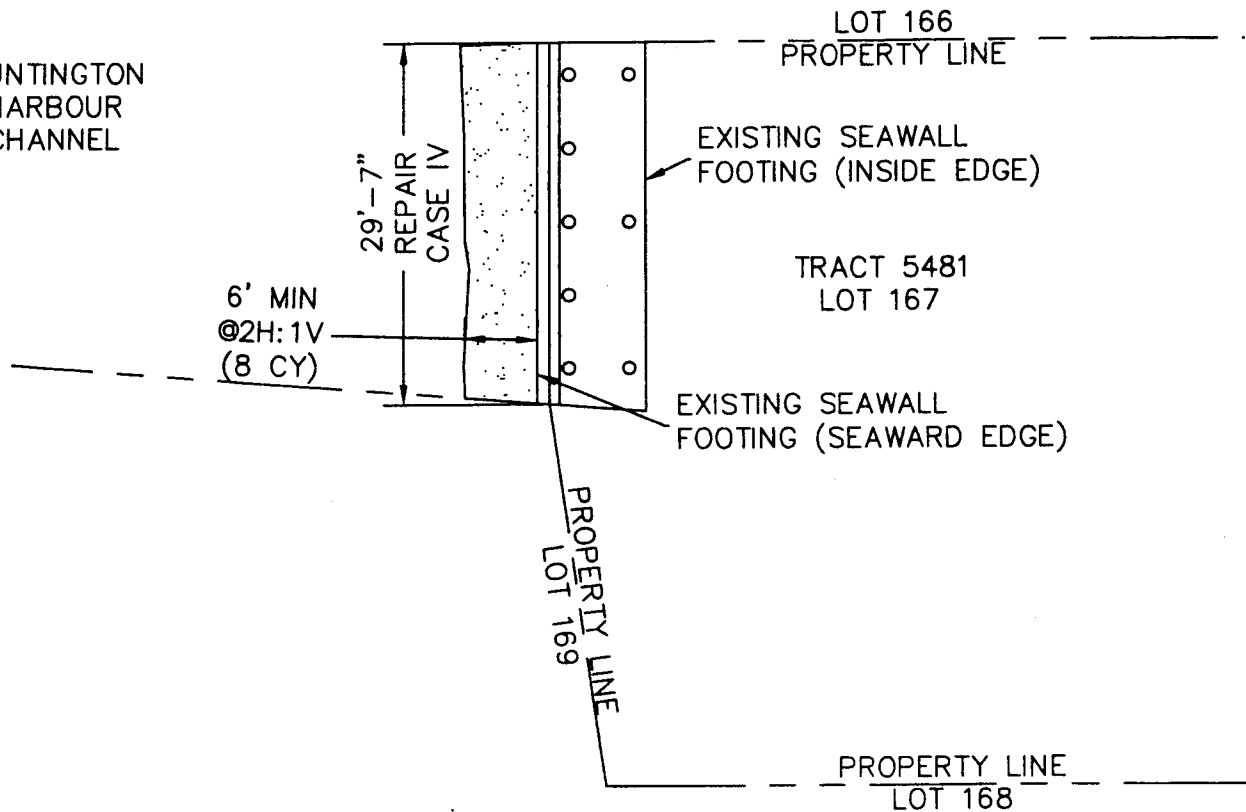 LOT 166
PROPERTY LINE
UNTINGTON
HARBOUR
CHANNEL
29'-7"
REPAIR
CASE IV
EXISTING SEAWALL
FOOTING (INSIDE EDGE)
TRACT 5481
LOT 167
6' MIN
@2H:1V
(8 CY)
EXISTING SEAWALL
FOOTING (SEAWARD EDGE)
PROPERTY LINE
LOT 169
PROPERTY LINE
LOT 168